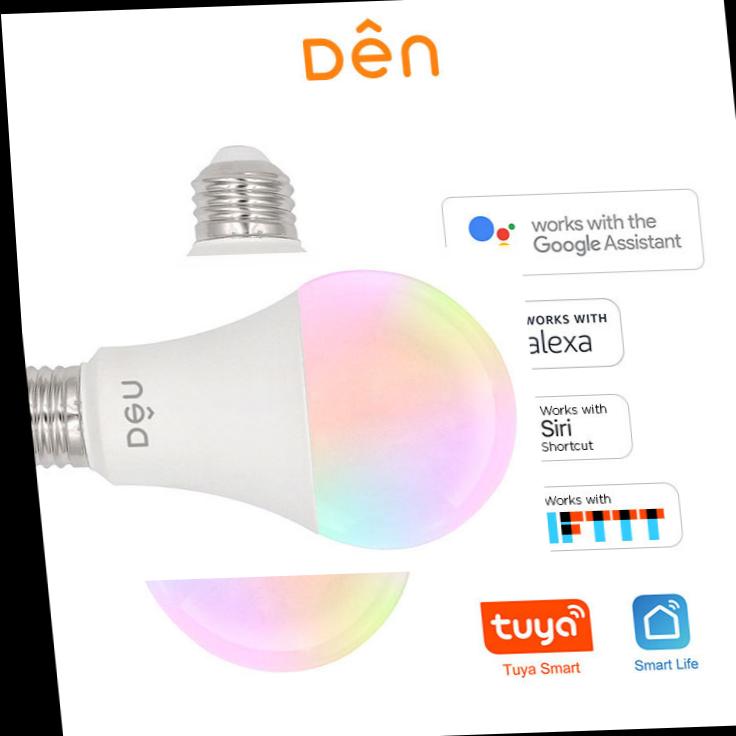 Dên
works with the
Google Assistant
WORKS WITH
alexa
Works with
Siri
Shortcut
Works with
IFTTT
Dên
tuya
Tuya Smart
Smart Life